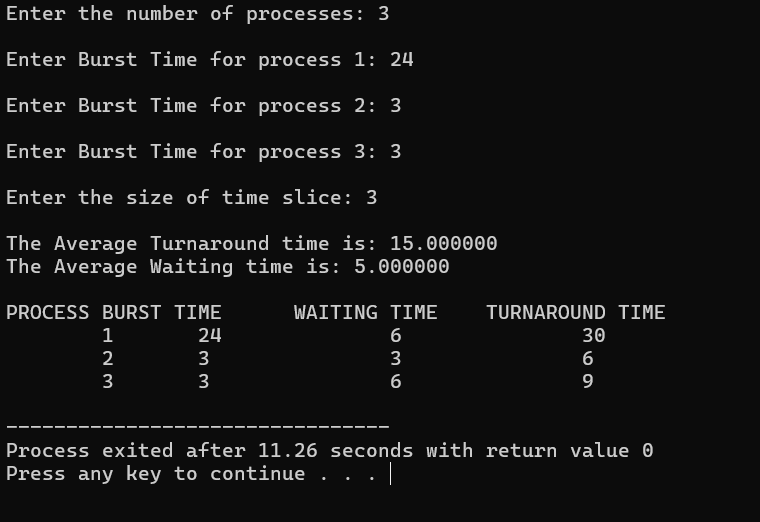 Enter the number of processes: 3
Enter Burst Time for process 1: 24
Enter Burst Time for process 2: 3
Enter Burst Time for process 3: 3
Enter the size of time slice: 3
The Average Turnaround time is: 15.000000
The Average Waiting time is: 5.000000
PROCESS BURST TIME      WAITING TIME    TURNAROUND TIME
        1       24              6               30
        2       3               3               6
        3       3               6               9
--------------------------------
Process exited after 11.26 seconds with return value 0
Press any key to continue . . .